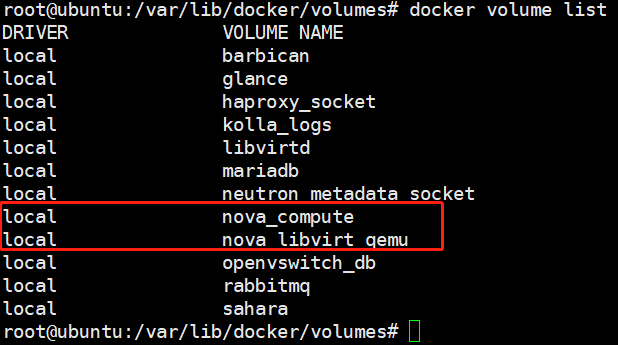 root@ubuntu:/var/lib/docker/volumes# docker volume list
DRIVER VOLUME NAME
local barbican
local glance
local haproxy_socket
local kolla_logs
local libvirtd
local mariadb
local neutron_metadata_socket
local nova_compute
local nova_libvirt_qemu
local openvswitch_db
local rabbitmq
local sahara
root@ubuntu:/var/lib/docker/volumes#